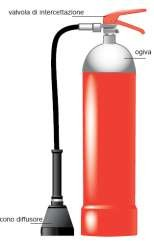 valvola di intercettazione
ogiva
cono diffusore